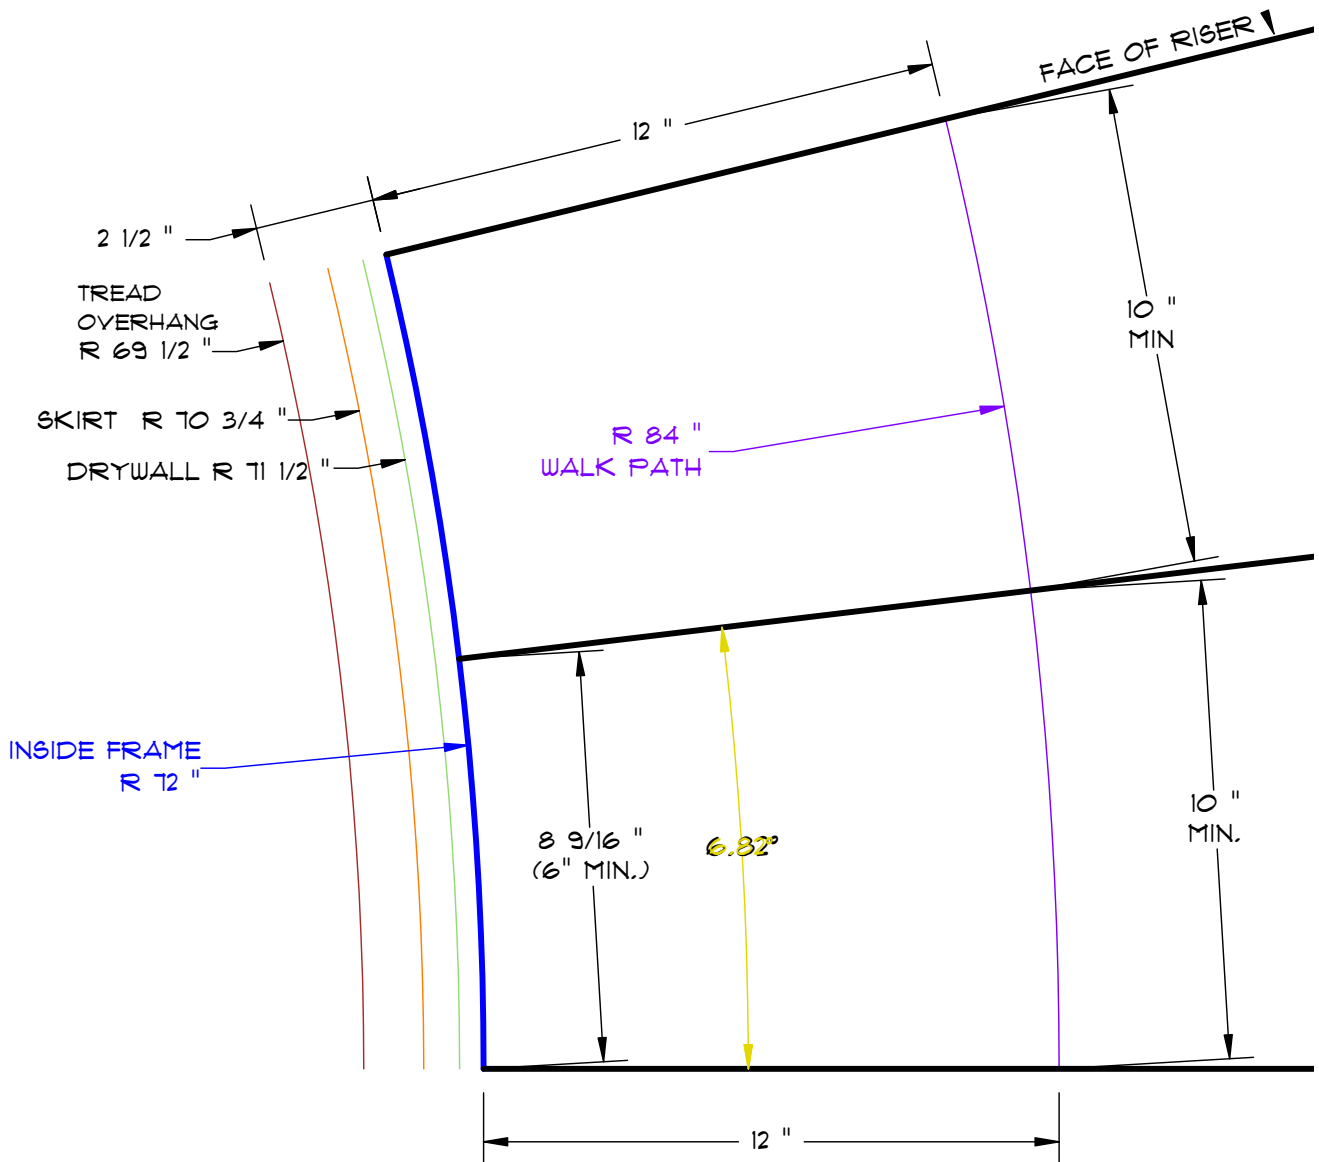 FACE OF RISER
12 "
2 1/2 "
TREAD
OVERHANG
R 69 1/2 "
10 "
MIN
SKIRT R 70 3/4 "
R 84 "
WALK PATH
DRYWALL R 71 1/2 "
INSIDE FRAME
R 72 "
8 9/16 "
(6" MIN.)
6.82°
10 "
MIN.
12 "